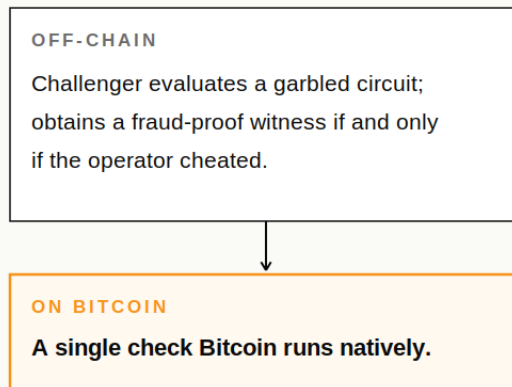 OFF-CHAIN
Challenger evaluates a garbled circuit;
obtains a fraud-proof witness if and only
if the operator cheated.
ON BITCOIN
A single check Bitcoin runs natively.